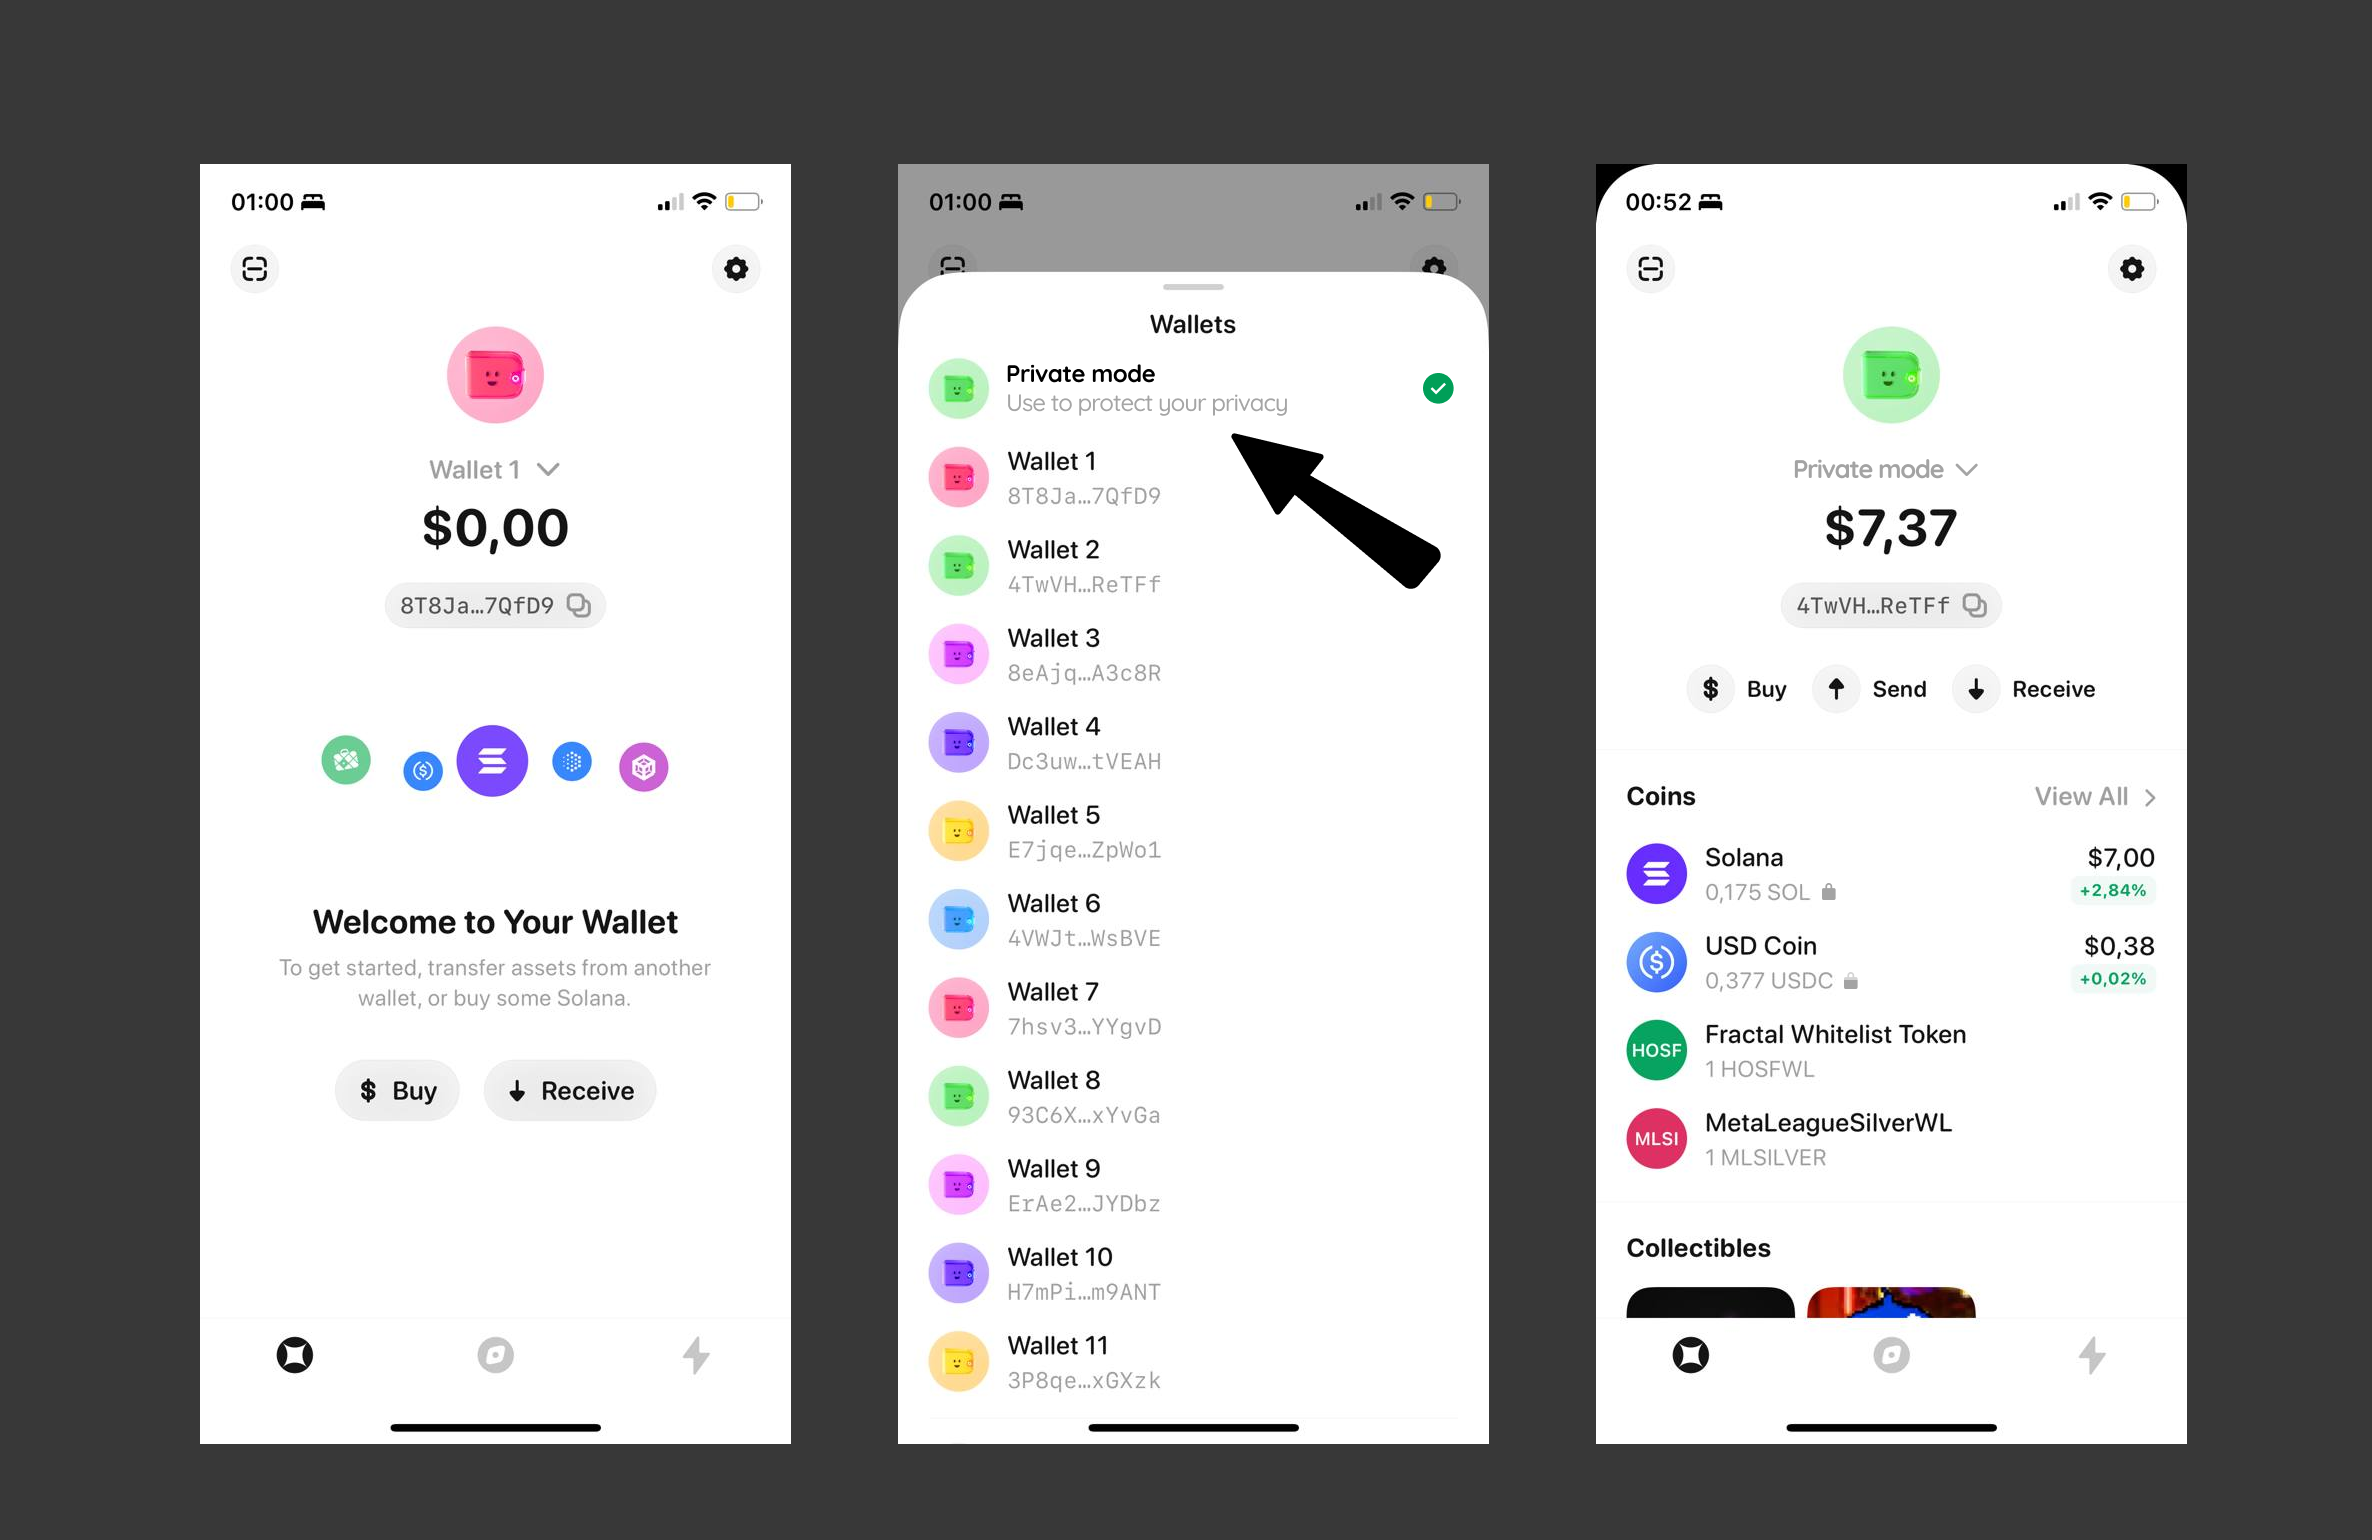 01:00
Wallet 1
$0,00
8T8Ja…7QfD9
Welcome to Your Wallet
To get started, transfer assets from another
wallet, or buy some Solana.
$ Buy
Receive
01:00
Wallets
Private mode
Use to protect your privacy
Wallet 1
8T8Ja…7QfD9
Wallet 2
4TwVH…ReTFf
Wallet 3
8eAjq…A3c8R
Wallet 4
Dc3uw…tVEAH
Wallet 5
E7jqe…ZpWo1
Wallet 6
4VWJt…WsBVE
Wallet 7
7hsv3…YYgvD
Wallet 8
93C6X…xYvGa
Wallet 9
ErAe2…JYDbz
Wallet 10
H7mPi…m9ANT
Wallet 11
3P8qe…xGXzk
00:52
Private mode
$7,37
4TwVH…ReTFf
$ Buy
Send
Receive
Coins
View All
Solana
$7,00
0,175 SOL
+2,84%
USD Coin
$0,38
0,377 USDC
+0,02%
HOSF
Fractal Whitelist Token
1 HOSFWL
MLSI
MetaLeagueSilverWL
1 MLSILVER
Collectibles